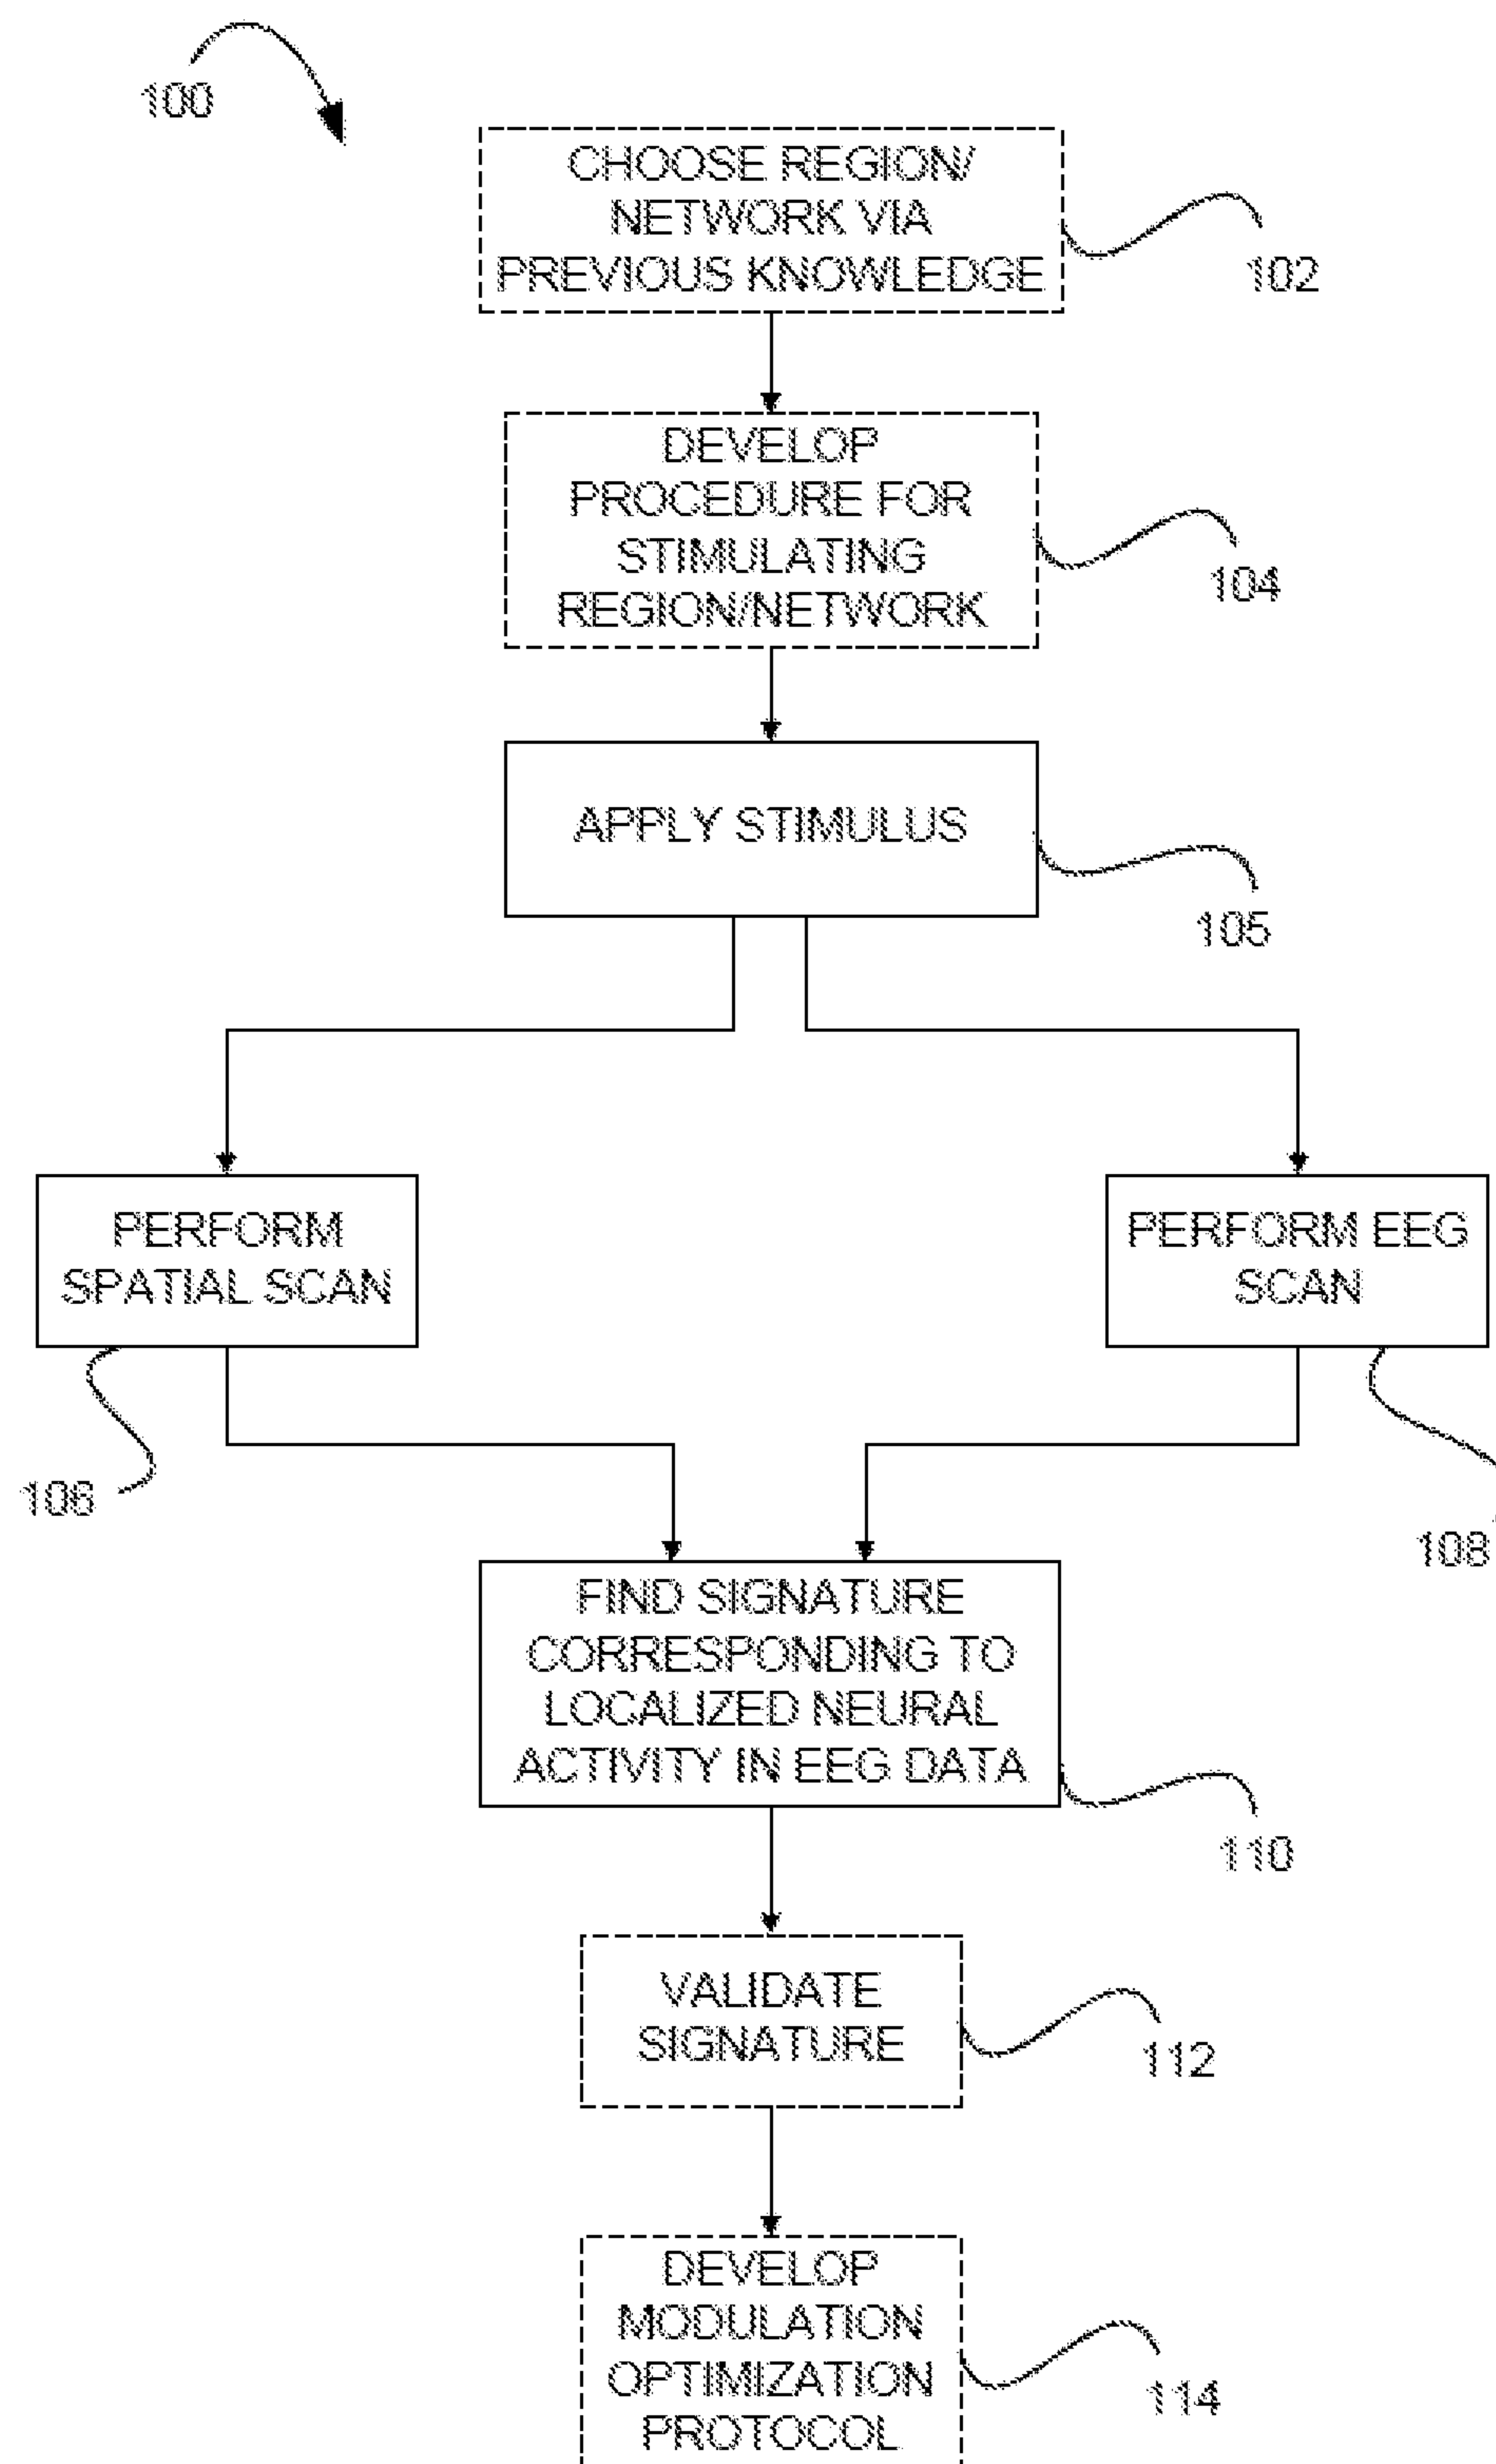 100
CHOOSE REGION/
NETWORK VIA
PREVIOUS KNOWLEDGE
102
DEVELOP
PROCEDURE FOR
STIMULATING
REGION/NETWORK
104
APPLY STIMULUS
105
PERFORM
SPATIAL SCAN
106
PERFORM EEG
SCAN
108
FIND SIGNATURE
CORRESPONDING TO
LOCALIZED NEURAL
ACTIVITY IN EEG DATA
110
VALIDATE
SIGNATURE
112
DEVELOP
MODULATION
OPTIMIZATION
PROTOCOL
114